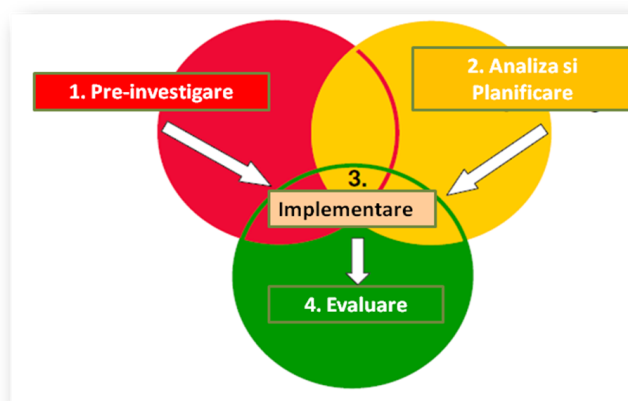 1. Pre-investigare
2. Analiza si
Planificare
3.
Implementare
4. Evaluare